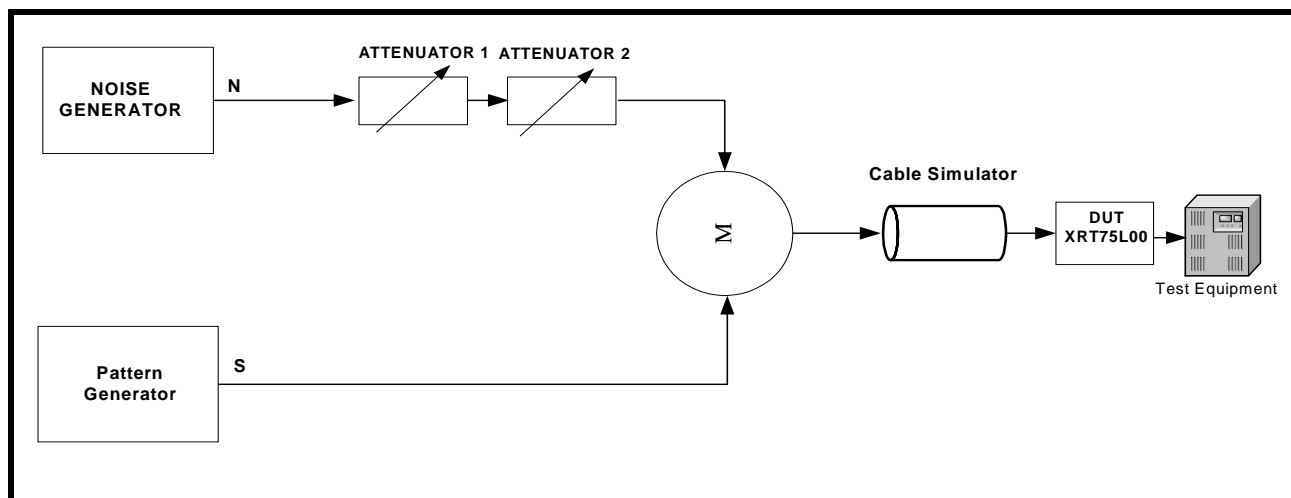 ATTENUATOR 1
ATTENUATOR 2
NOISE
GENERATOR
N
M
Cable Simulator
DUT
XRT75L00
Test Equipment
Pattern
Generator
S